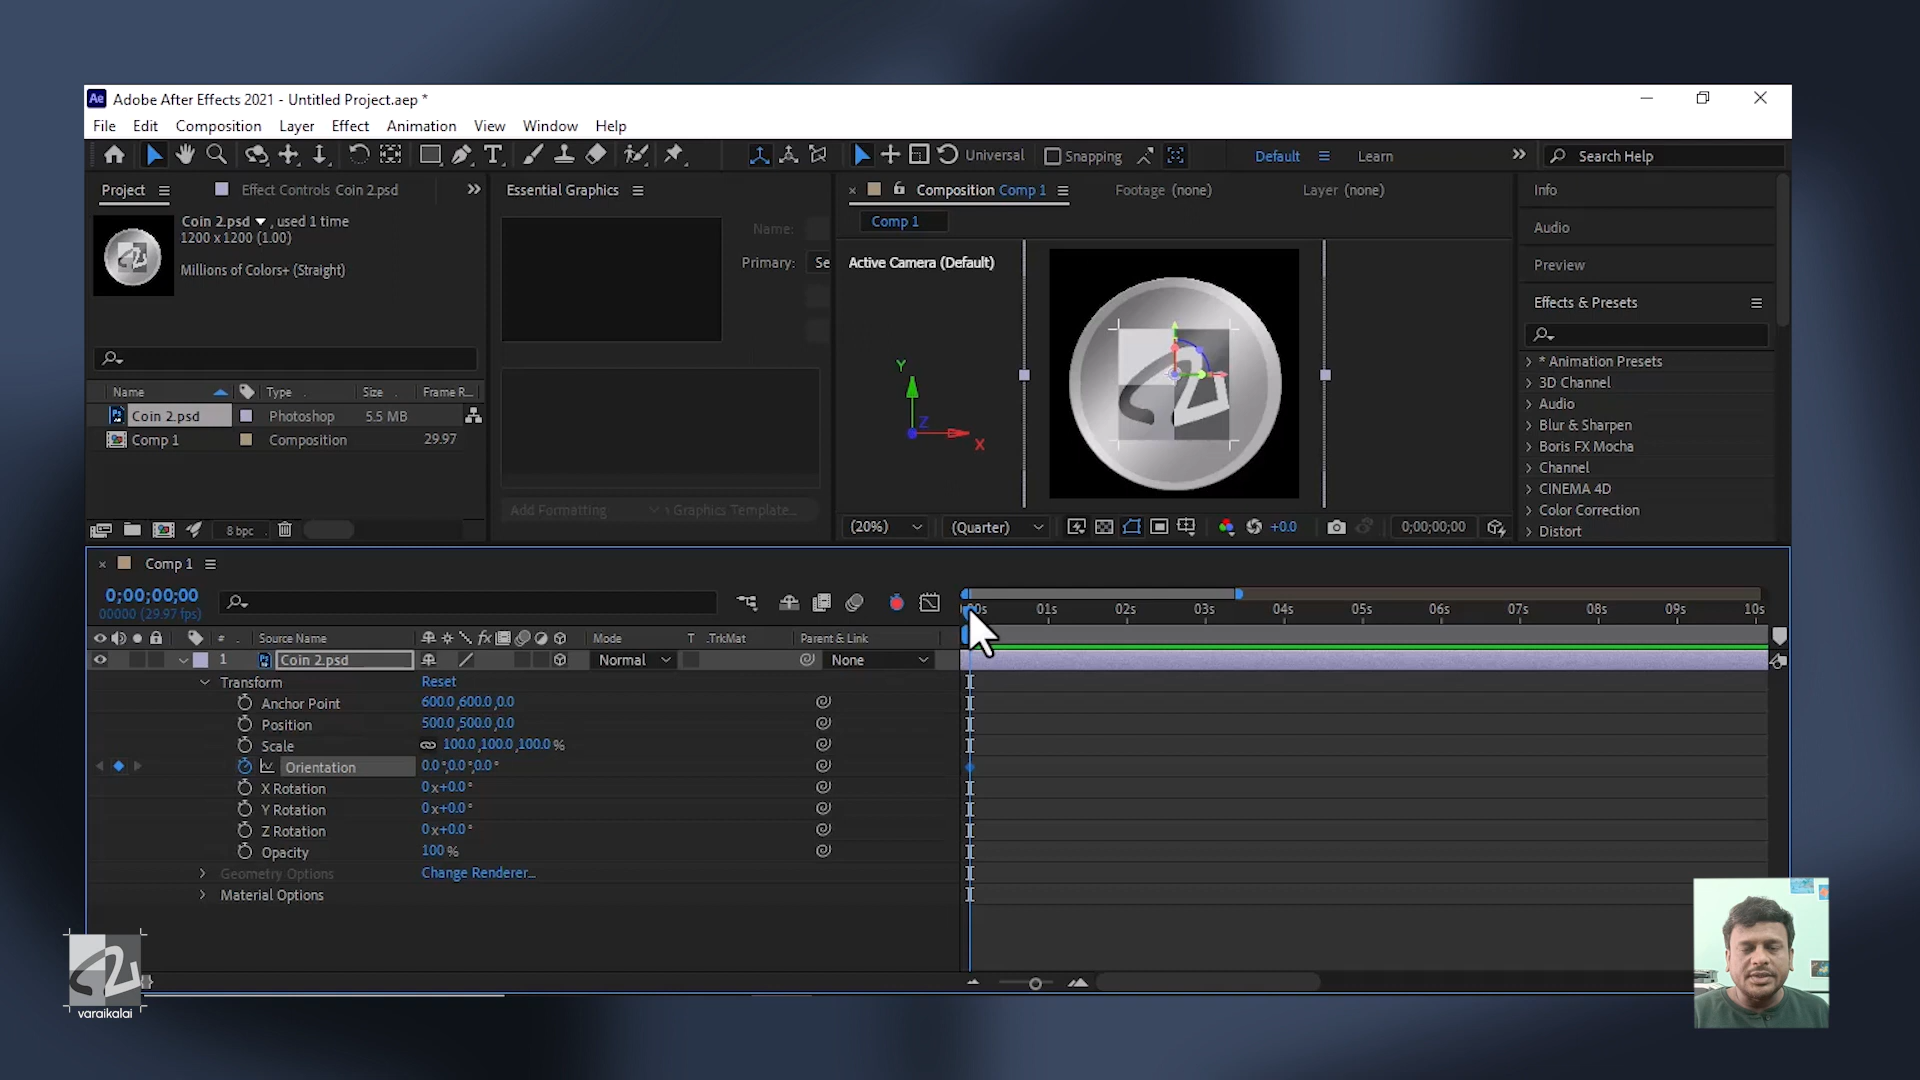 Ae Adobe After Effects 2021 - Untitled Project.aep *
File Edit Composition Layer Effect Animation View Window Help
Universal Snapping Default Learn Search Help
Project Effect Controls Coin 2.psd
Coin 2.psd , used 1 time
1200 x 1200 (1.00)
Millions of Colors+ (Straight)
Name Type Size Frame R...
Coin 2.psd Photoshop 5.5 MB
Comp 1 Composition 29.97
8 bpc
Essential Graphics
Name:
Primary: Se
Add Formatting Graphics Template...
Composition Comp 1 Footage (none) Layer (none)
Comp 1
Active Camera (Default)
Y
Z
X
(20%) (Quarter) +0.0 0;00;00;00
Info
Audio
Preview
Effects & Presets
* Animation Presets
3D Channel
Audio
Blur & Sharpen
Boris FX Mocha
Channel
CINEMA 4D
Color Correction
Distort
Comp 1
0;00;00;00
00000 (29.97 fps)
01s 02s 03s 04s 05s 06s 07s 08s 09s 10s
# Source Name fx Mode T .TrkMat Parent & Link
1 Coin 2.psd Normal None
Transform Reset
Anchor Point 600.0,600.0,0.0
Position 500.0,500.0,0.0
Scale 100.0,100.0,100.0 %
Orientation 0.0°,0.0°,0.0°
X Rotation 0x+0.0°
Y Rotation 0x+0.0°
Z Rotation 0x+0.0°
Opacity 100 %
Geometry Options Change Renderer...
Material Options
varaikalai